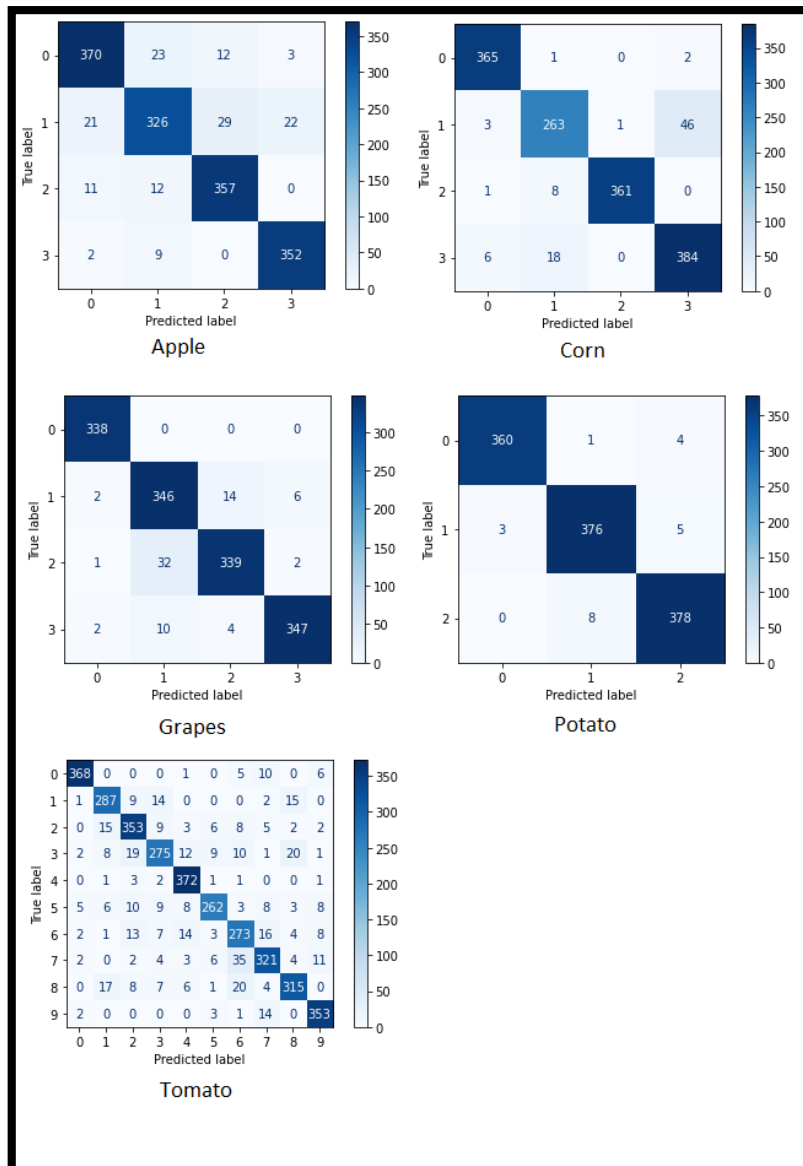 0 370 23 12 3
1 21 326 29 22
2 11 12 357 0
3 2 9 0 352
0 1 2 3
True label
Predicted label
350
300
250
200
150
100
50
0
Apple
0 365 1 0 2
1 3 263 1 46
2 1 8 361 0
3 6 18 0 384
0 1 2 3
True label
Predicted label
350
300
250
200
150
100
50
0
Corn
0 338 0 0 0
1 2 346 14 6
2 1 32 339 2
3 2 10 4 347
0 1 2 3
True label
Predicted label
300
250
200
150
100
50
0
Grapes
0 360 1 4
1 3 376 5
2 0 8 378
0 1 2
True label
Predicted label
350
300
250
200
150
100
50
0
Potato
0 368 0 0 0 1 0 5 10 0 6
1 1 287 9 14 0 0 0 2 15 0
2 0 15 353 9 3 6 8 5 2 2
3 2 8 19 275 12 9 10 1 20 1
4 0 1 3 2 372 1 1 0 0 1
5 5 6 10 9 8 262 3 8 3 8
6 2 1 13 7 14 3 273 16 4 8
7 2 0 2 4 3 6 35 321 4 11
8 0 17 8 7 6 1 20 4 315 0
9 2 0 0 0 0 3 1 14 0 353
0 1 2 3 4 5 6 7 8 9
True label
Predicted label
350
300
250
200
150
100
50
0
Tomato